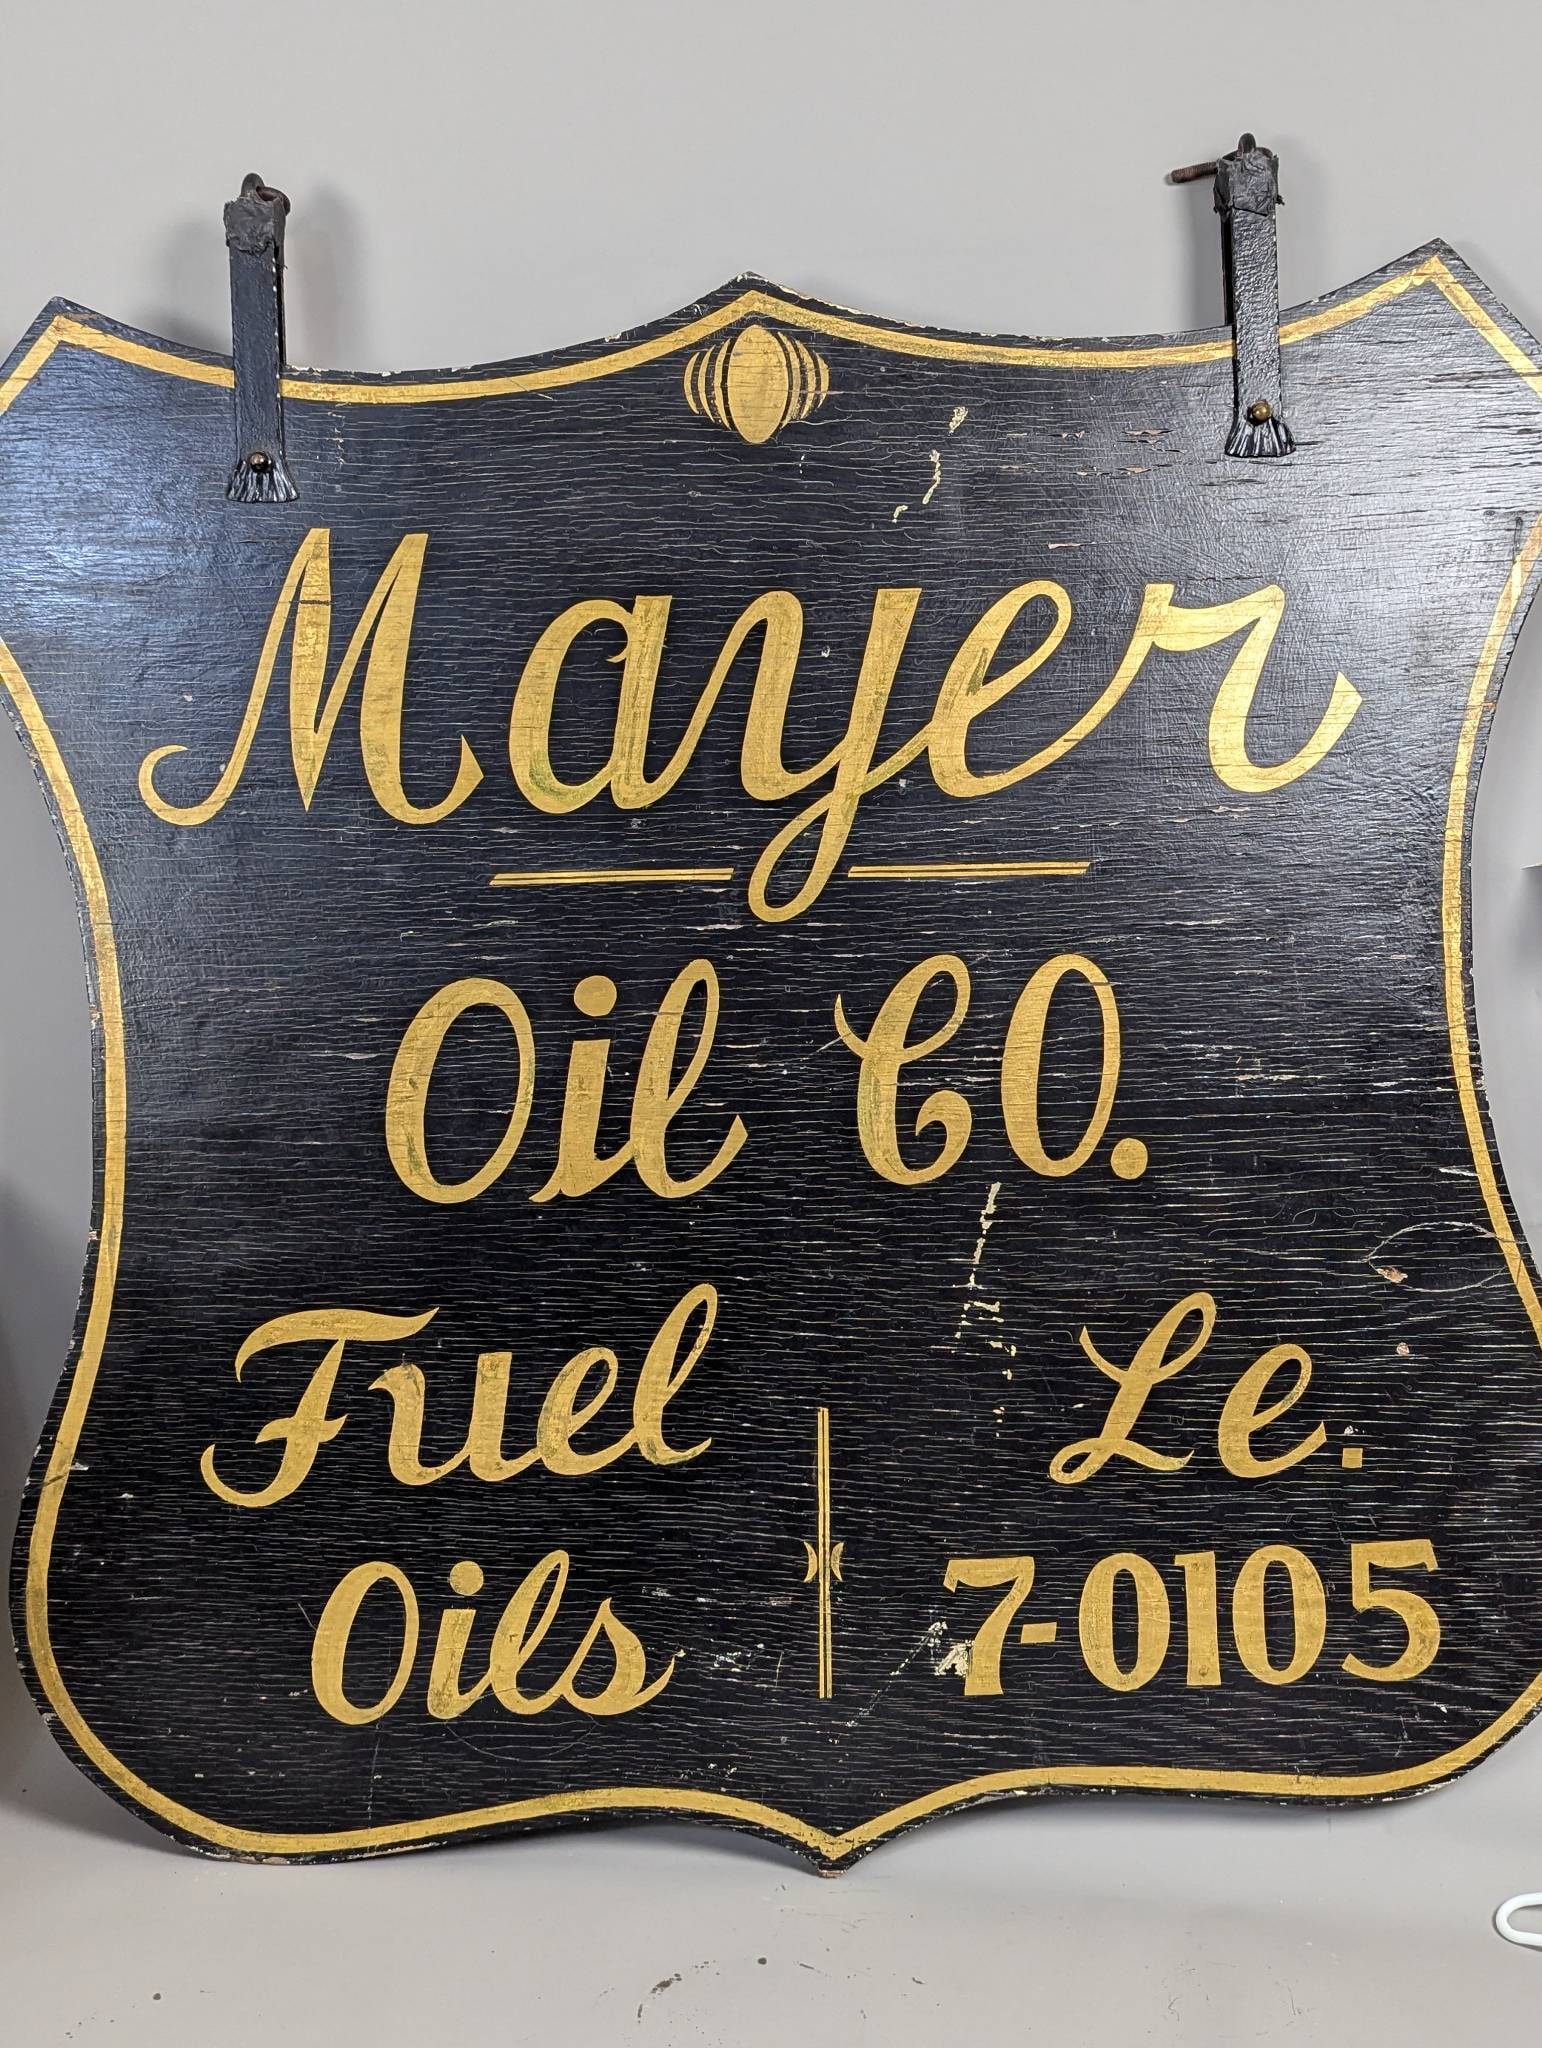 Mayer
Oil CO.
Fuel
Oils
Le.
7-0105